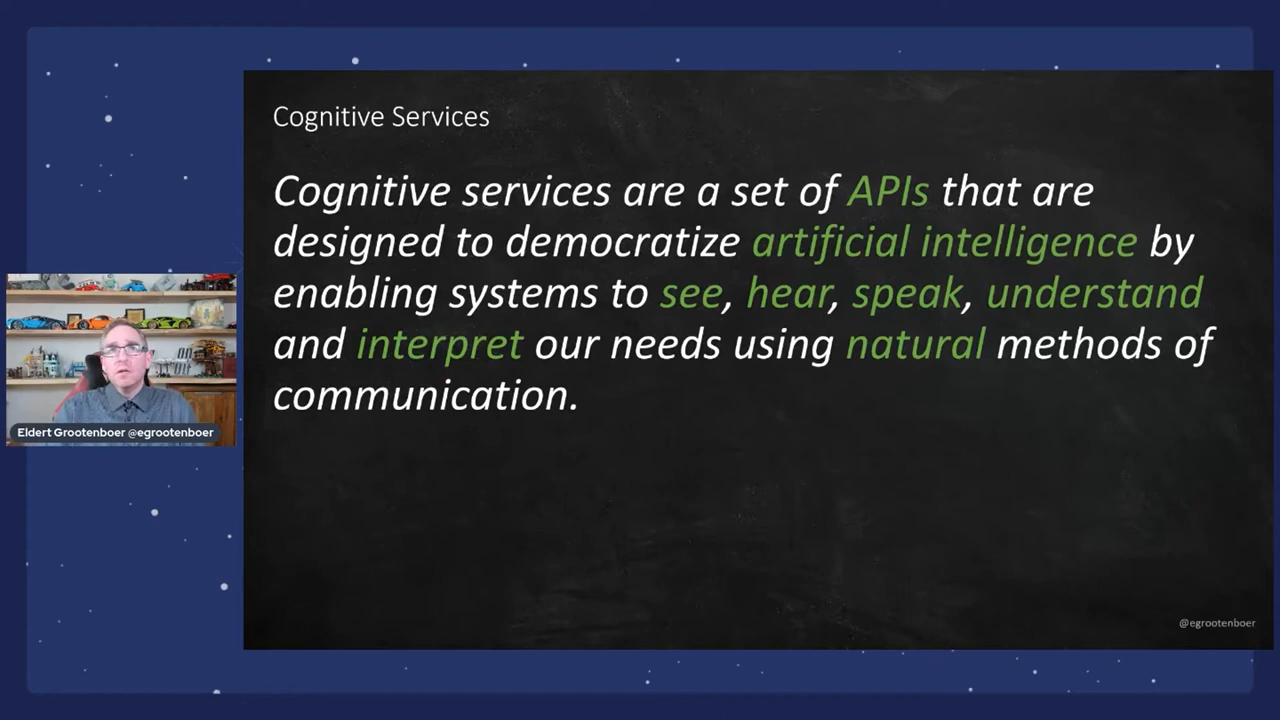 Cognitive Services
Cognitive services are a set of APIs that are
designed to democratize artificial intelligence by
enabling systems to see, hear, speak, understand
and interpret our needs using natural methods of
communication.
Eldert Grootenboer @egrootenboer
@egrootenboer